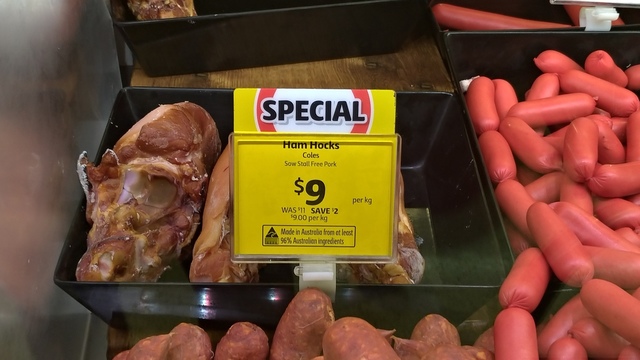 SPECIAL
Ham Hocks
Coles
Sow Stall Free Pork
$9 per kg
WAS $11 SAVE $2
$9.00 per kg
Made in Australia from at least
96% Australian ingredients